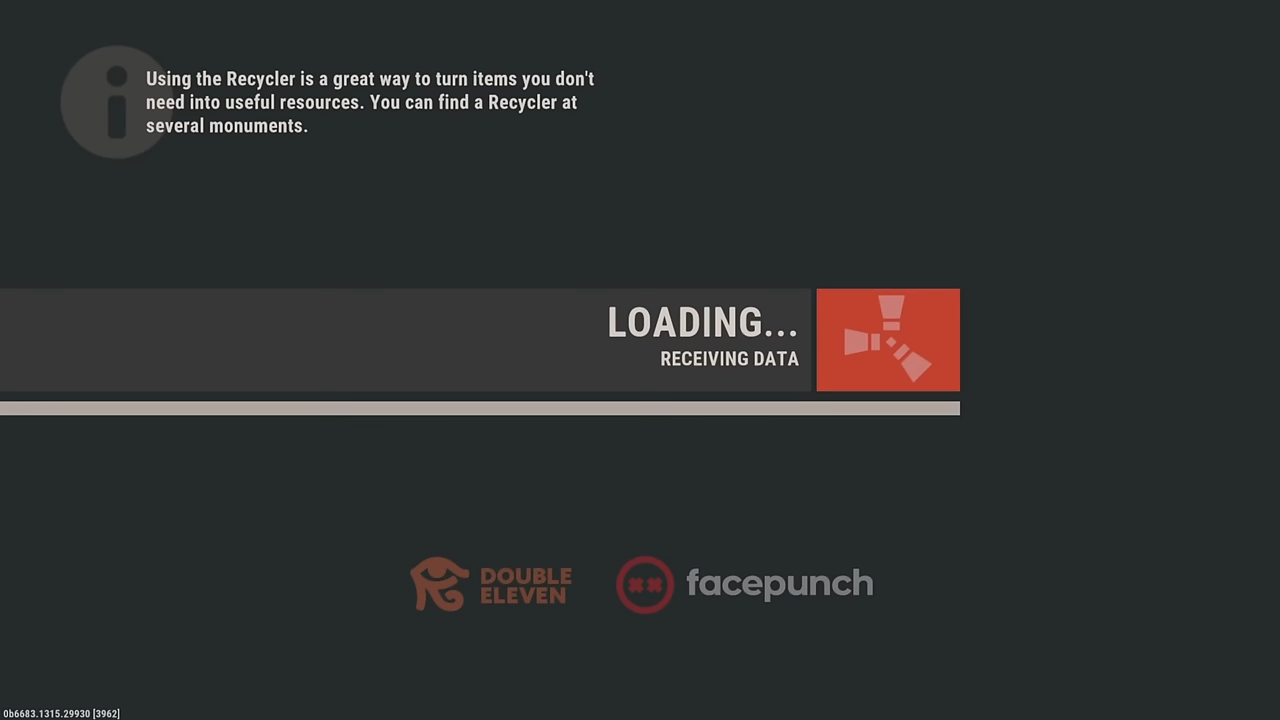 Using the Recycler is a great way to turn items you don't
need into useful resources. You can find a Recycler at
several monuments.
LOADING...
RECEIVING DATA
DOUBLE
ELEVEN
facepunch
0b6683.1315.29930 [3962]